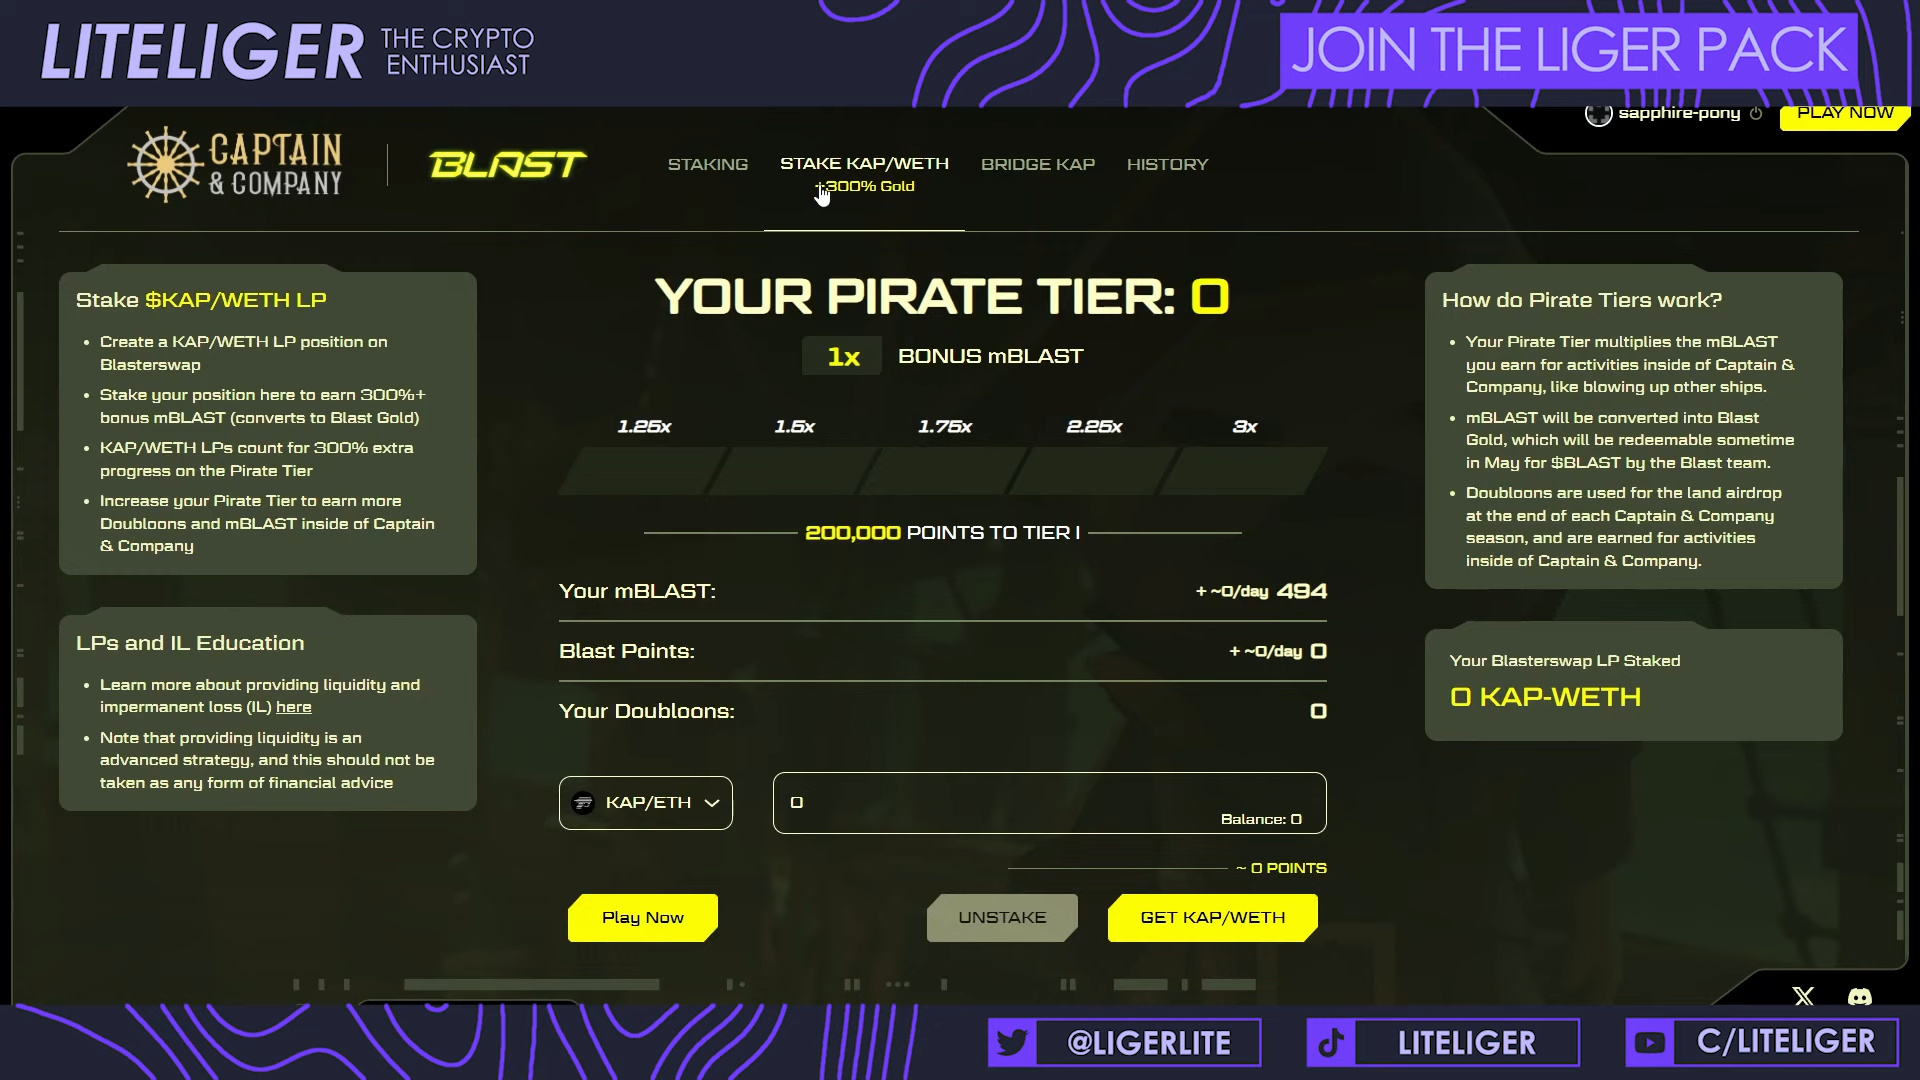 LITELIGER
THE CRYPTO
ENTHUSIAST
JOIN THE LIGER PACK
sapphire-pony
PLAY NOW
CAPTAIN
& COMPANY
BLAST
STAKING
STAKE KAP/WETH
+300% Gold
BRIDGE KAP
HISTORY
Stake $KAP/WETH LP
• Create a KAP/WETH LP position on
Blasterswap
• Stake your position here to earn 300%+
bonus mBLAST (converts to Blast Gold)
• KAP/WETH LPs count for 300% extra
progress on the Pirate Tier
• Increase your Pirate Tier to earn more
Doubloons and mBLAST inside of Captain
& Company
LPs and IL Education
• Learn more about providing liquidity and
impermanent loss (IL) here
• Note that providing liquidity is an
advanced strategy, and this should not be
taken as any form of financial advice
YOUR PIRATE TIER: 0
1x BONUS mBLAST
1.25x 1.5x 1.75x 2.25x 3x
200,000 POINTS TO TIER I
Your mBLAST: + ~0/day 494
Blast Points: + ~0/day 0
Your Doubloons: 0
KAP/ETH
0
Balance: 0
~ 0 POINTS
Play Now
UNSTAKE
GET KAP/WETH
How do Pirate Tiers work?
• Your Pirate Tier multiplies the mBLAST
you earn for activities inside of Captain &
Company, like blowing up other ships.
• mBLAST will be converted into Blast
Gold, which will be redeemable sometime
in May for $BLAST by the Blast team.
• Doubloons are used for the land airdrop
at the end of each Captain & Company
season, and are earned for activities
inside of Captain & Company.
Your Blasterswap LP Staked
0 KAP-WETH
@LIGERLITE
LITELIGER
C/LITELIGER